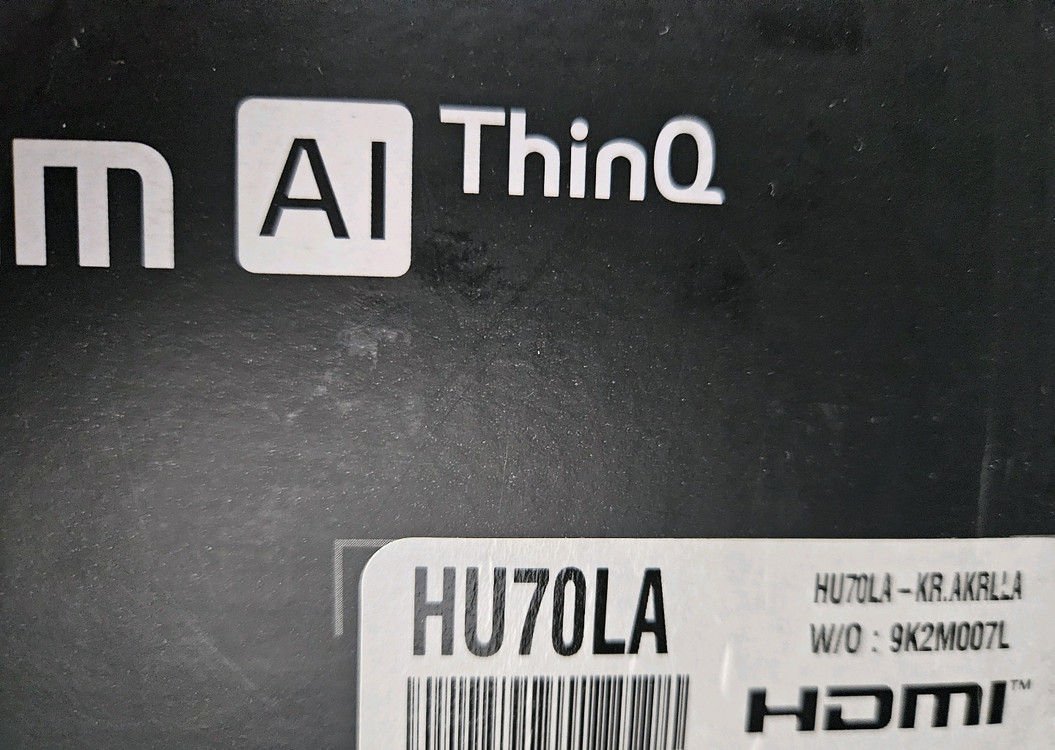 m AI ThinQ
HU70LA
HU70LA-KR.AKRLLA
W/O : 9K2M007L
HDMI™